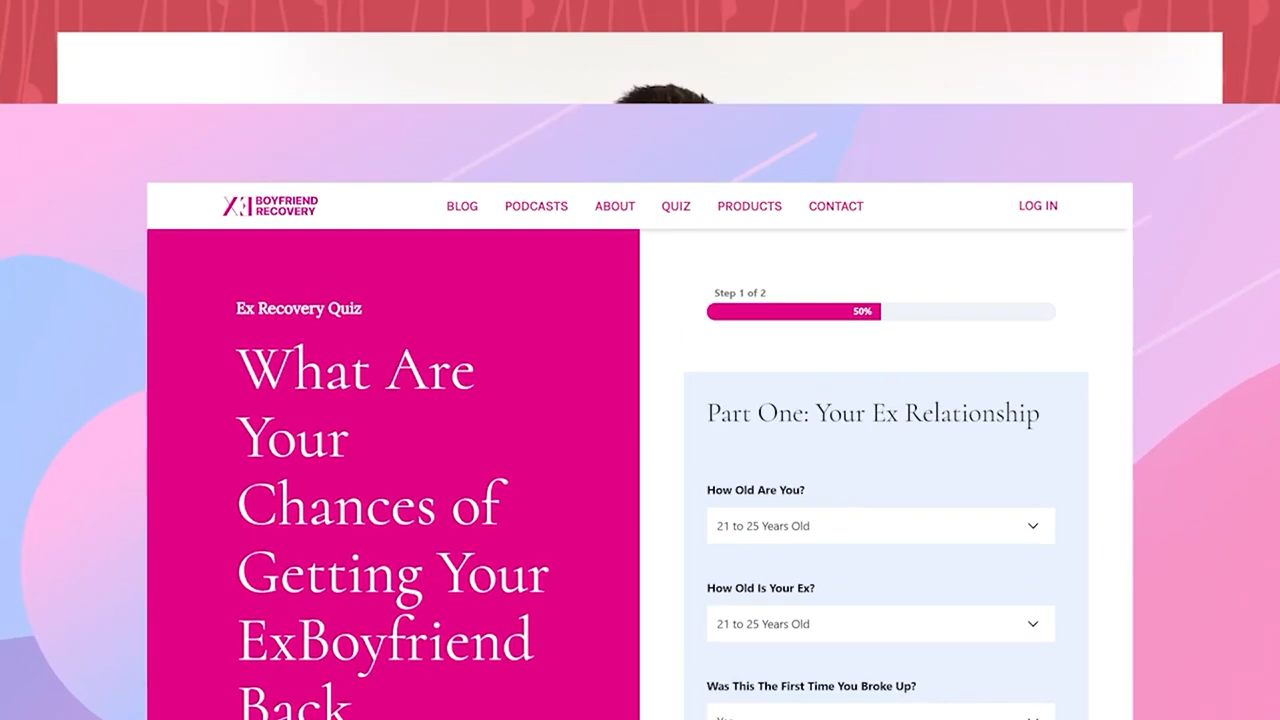 BOYFRIEND
RECOVERY
BLOG PODCASTS ABOUT QUIZ PRODUCTS CONTACT LOG IN
Ex Recovery Quiz
What Are
Your
Chances of
Getting Your
ExBoyfriend
Back
Step 1 of 2
50%
Part One: Your Ex Relationship
How Old Are You?
21 to 25 Years Old
How Old Is Your Ex?
21 to 25 Years Old
Was This The First Time You Broke Up?